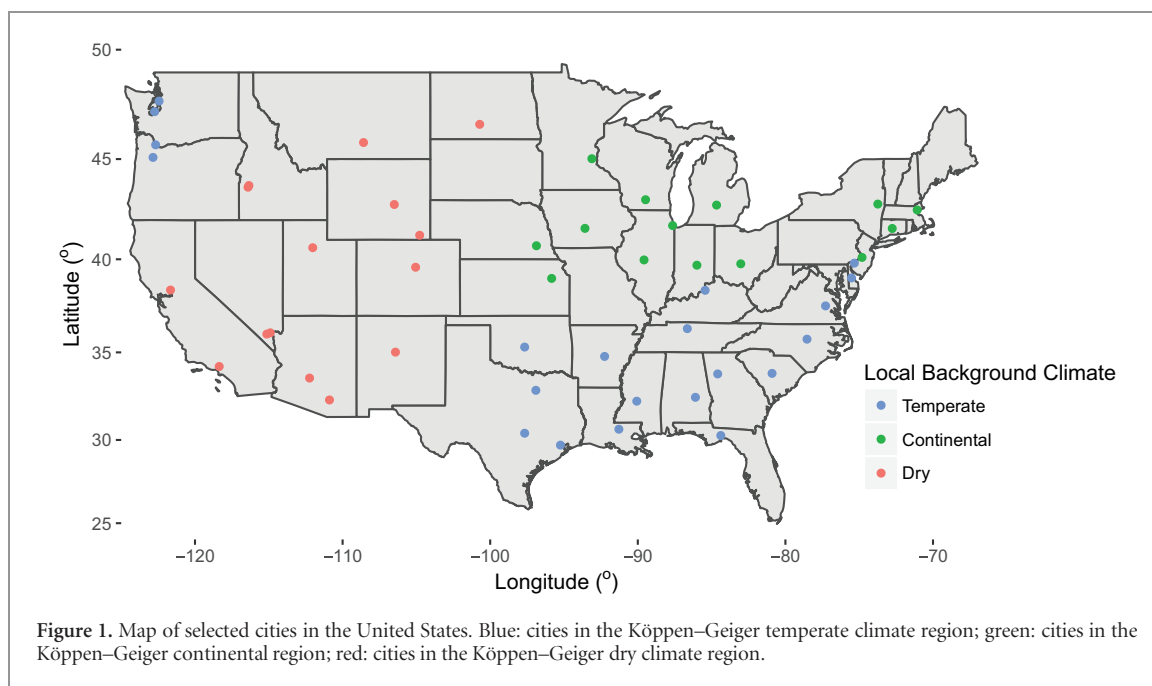 50
45
40
35
30
25
Latitude (o)
−120
−110
−100
−90
−80
−70
Longitude (o)
Local Background Climate
Temperate
Continental
Dry
Figure 1. Map of selected cities in the United States. Blue: cities in the Köppen–Geiger temperate climate region; green: cities in the
Köppen–Geiger continental region; red: cities in the Köppen–Geiger dry climate region.